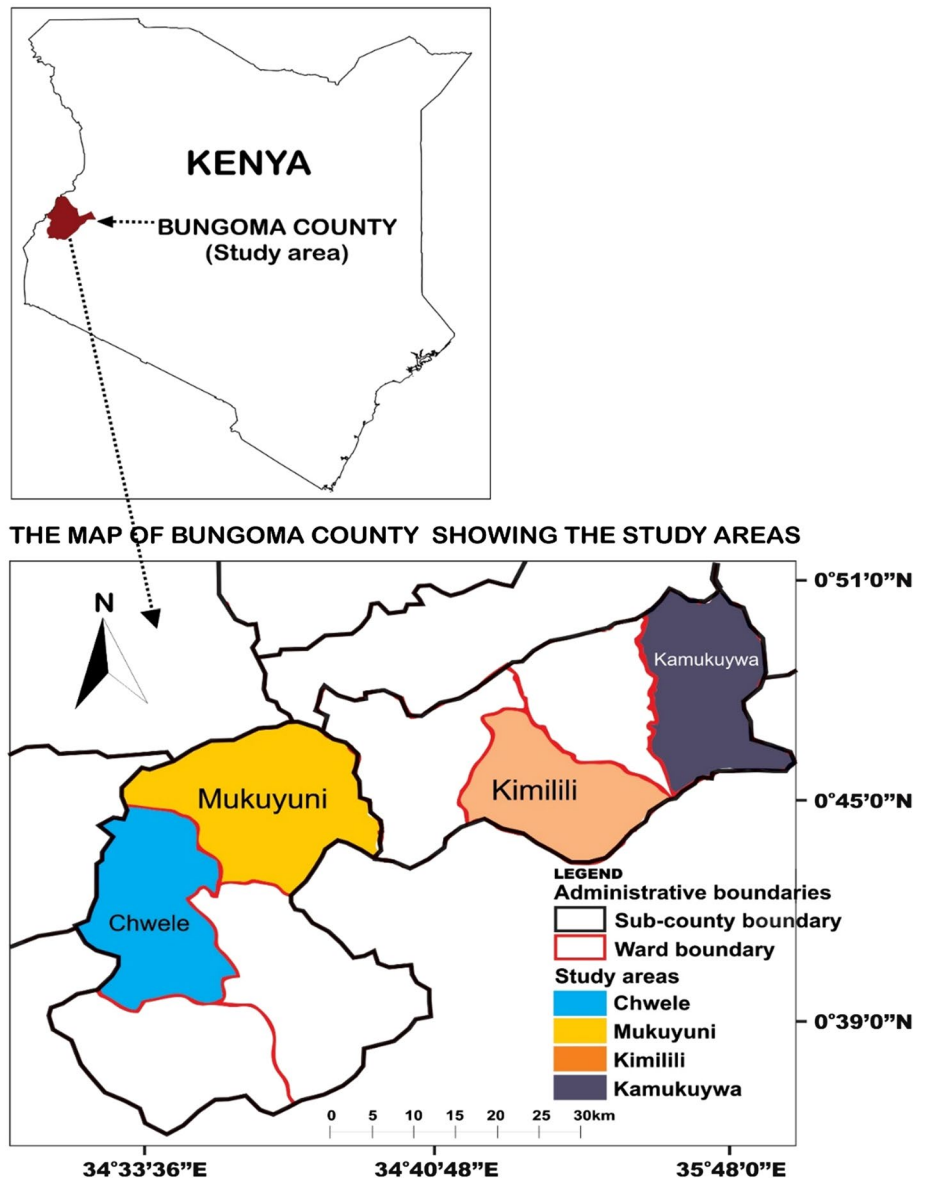 KENYA
BUNGOMA COUNTY
(Study area)
THE MAP OF BUNGOMA COUNTY SHOWING THE STUDY AREAS
N
0°51’0”N
Kamukuywa
Mukuyuni
Kimilili
0°45’0”N
Chwele
LEGEND
Administrative boundaries
Sub-county boundary
Ward boundary
Study areas
Chwele
0°39’0”N
Mukuyuni
Kimilili
Kamukuywa
0 5 10 15 20 25 30km
34°33’36”E 34°40’48”E 35°48’0”E